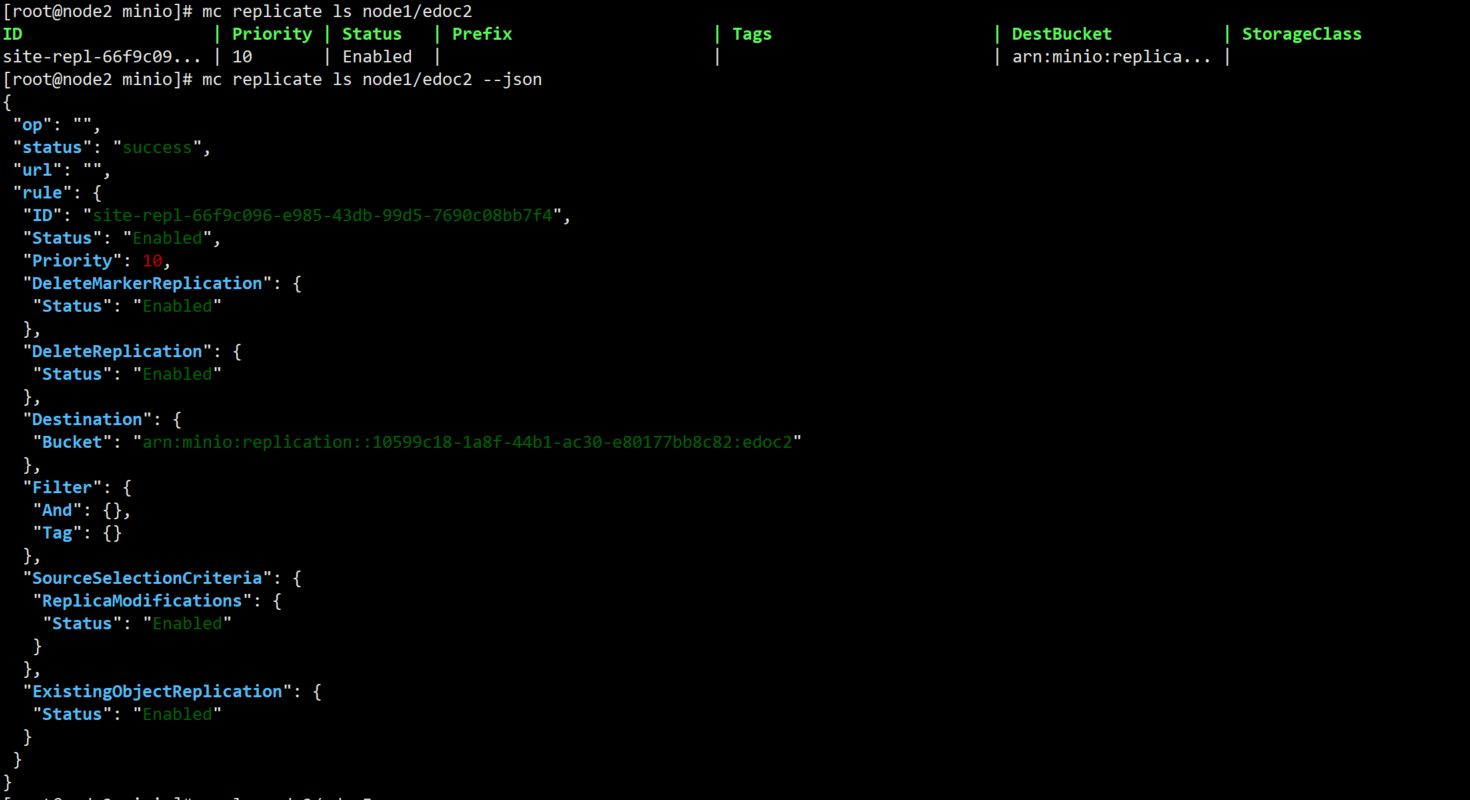 [root@node2 minio]# mc replicate ls node1/edoc2
ID | Priority | Status | Prefix | Tags | DestBucket | StorageClass
site-repl-66f9c09... | 10 | Enabled | | | arn:minio:replica... |
[root@node2 minio]# mc replicate ls node1/edoc2 --json
{
"op": "",
"status": "success",
"url": "",
"rule": {
"ID": "site-repl-66f9c096-e985-43db-99d5-7690c08bb7f4",
"Status": "Enabled",
"Priority": 10,
"DeleteMarkerReplication": {
"Status": "Enabled"
},
"DeleteReplication": {
"Status": "Enabled"
},
"Destination": {
"Bucket": "arn:minio:replication::10599c18-1a8f-44b1-ac30-e80177bb8c82:edoc2"
},
"Filter": {
"And": {},
"Tag": {}
},
"SourceSelectionCriteria": {
"ReplicaModifications": {
"Status": "Enabled"
}
},
"ExistingObjectReplication": {
"Status": "Enabled"
}
}
}